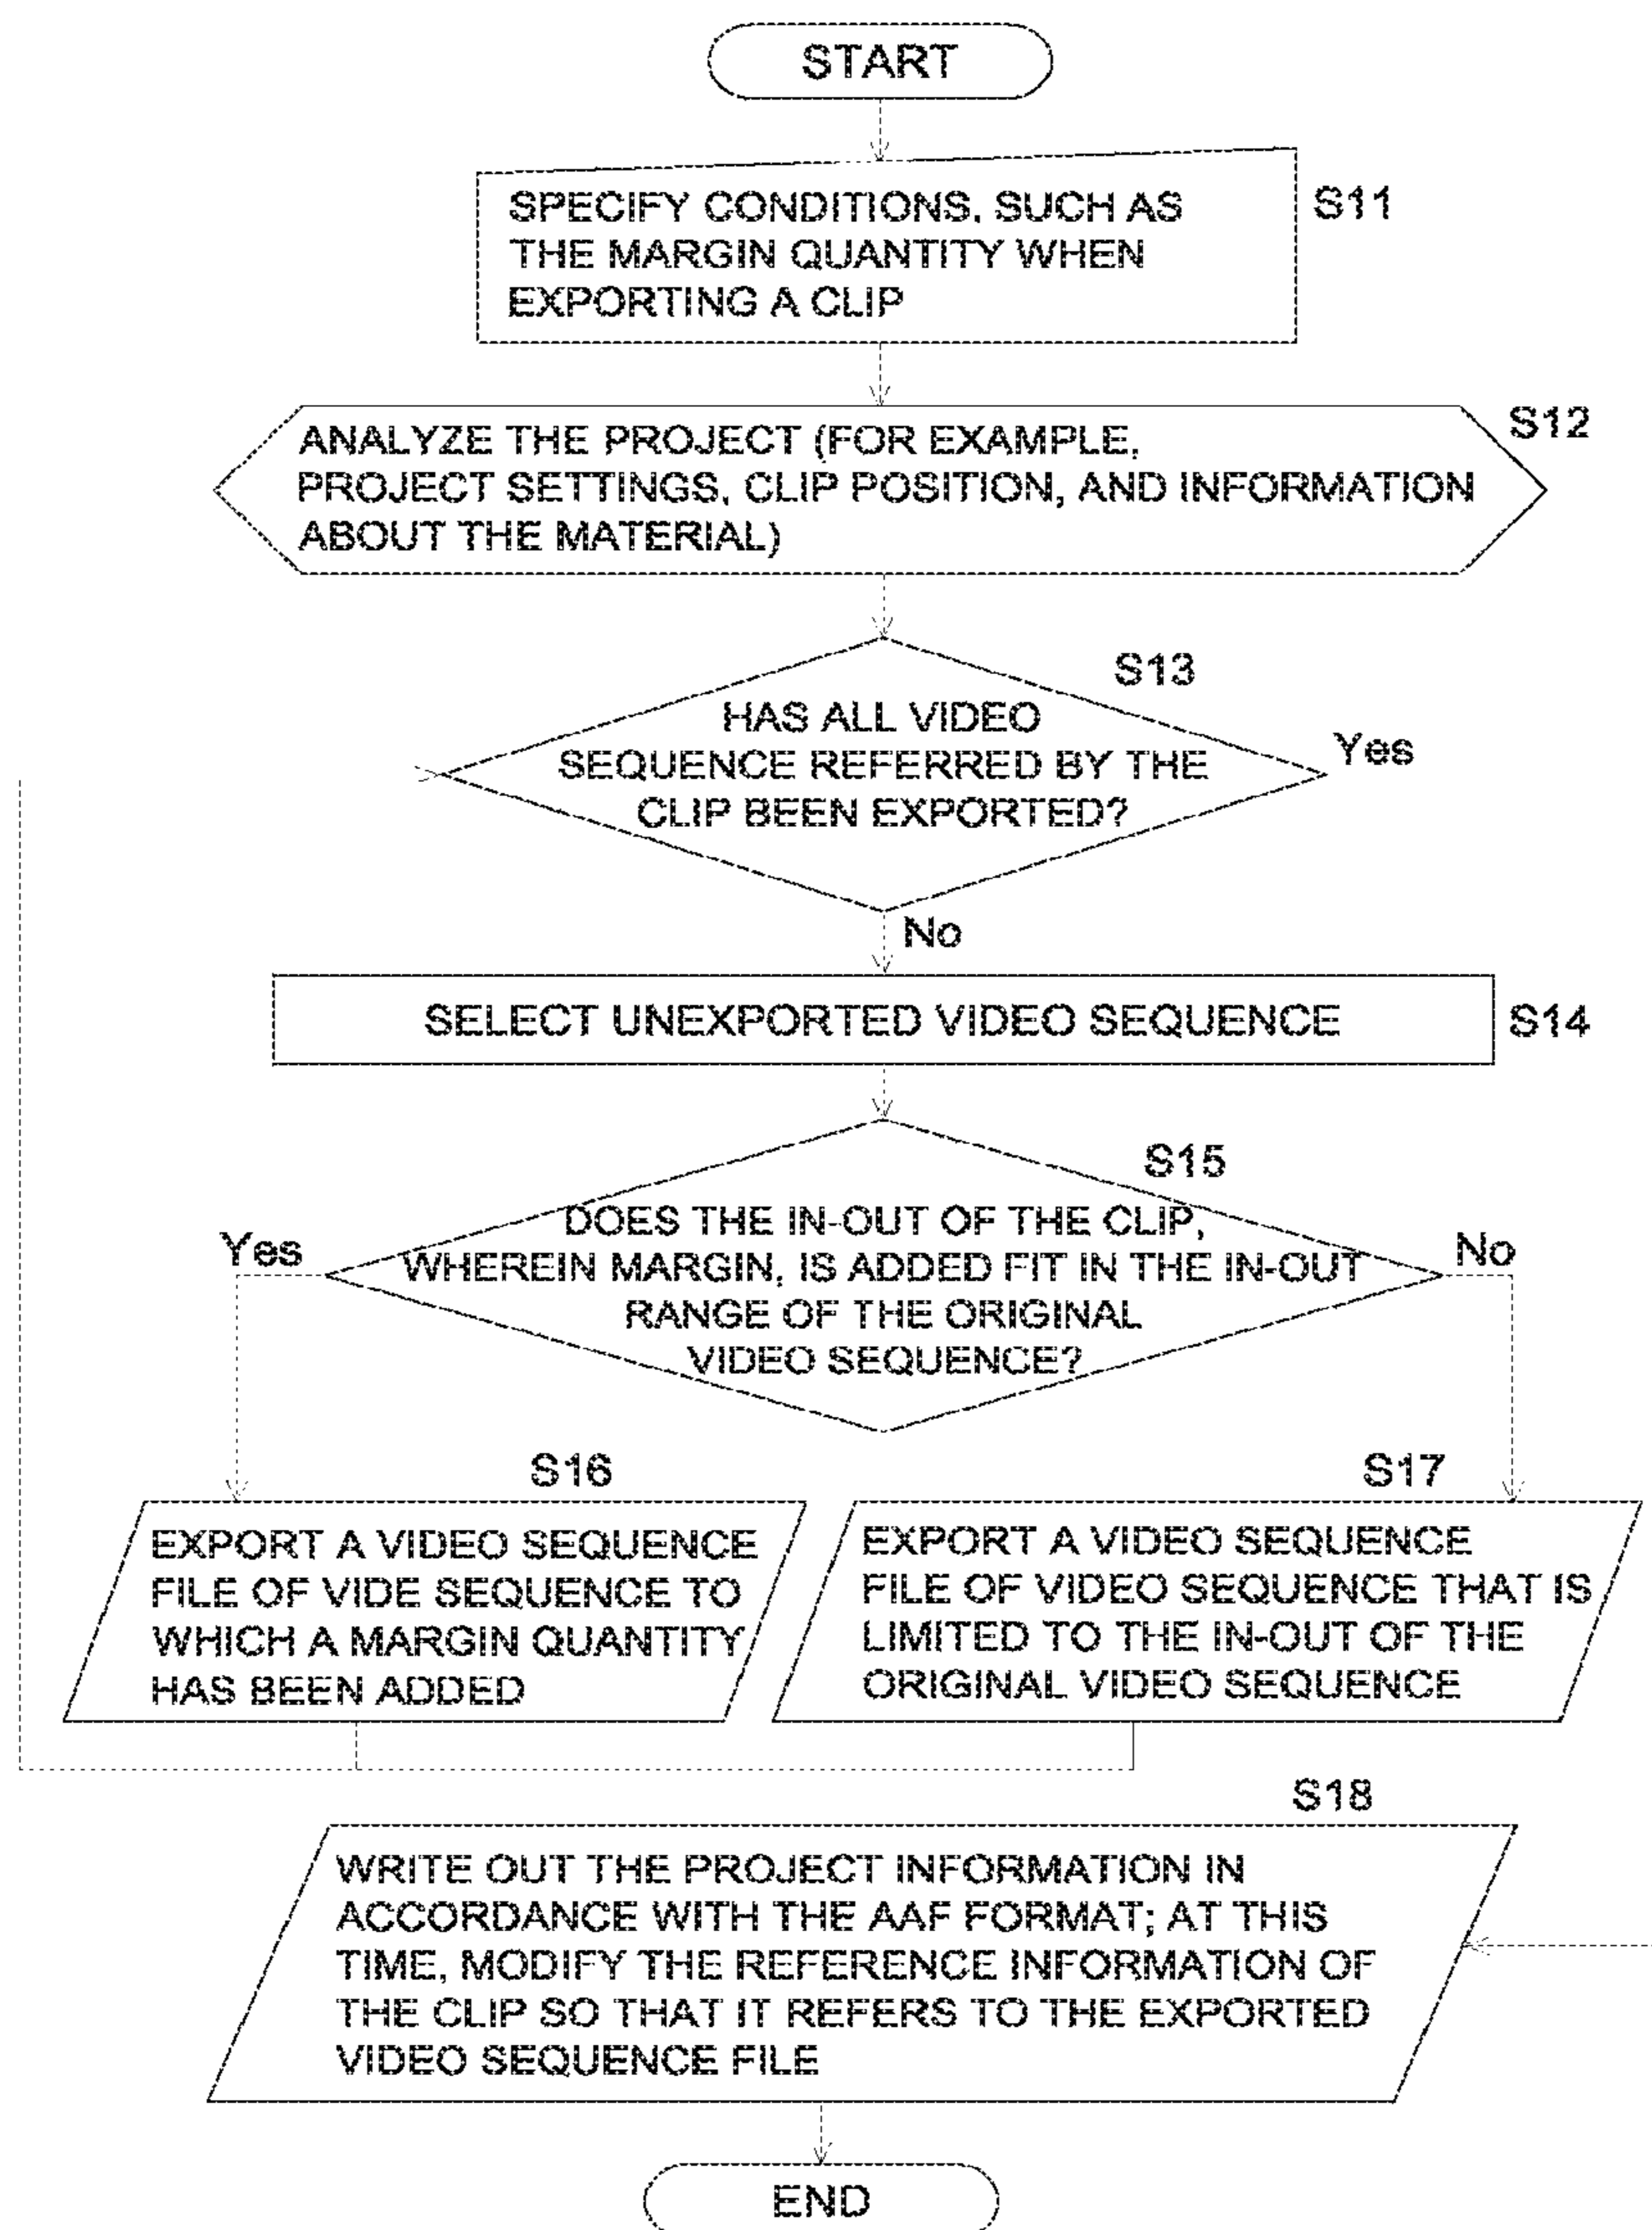 START
SPECIFY CONDITIONS, SUCH AS
THE MARGIN QUANTITY WHEN
EXPORTING A CLIP
S11
ANALYZE THE PROJECT (FOR EXAMPLE,
PROJECT SETTINGS, CLIP POSITION, AND INFORMATION
ABOUT THE MATERIAL)
S12
S13
HAS ALL VIDEO
SEQUENCE REFERRED BY THE
CLIP BEEN EXPORTED?
Yes
No
SELECT UNEXPORTED VIDEO SEQUENCE
S14
S15
DOES THE IN-OUT OF THE CLIP,
WHEREIN MARGIN, IS ADDED FIT IN THE IN-OUT
RANGE OF THE ORIGINAL
VIDEO SEQUENCE?
Yes
No
S16
EXPORT A VIDEO SEQUENCE
FILE OF VIDE SEQUENCE TO
WHICH A MARGIN QUANTITY
HAS BEEN ADDED
S17
EXPORT A VIDEO SEQUENCE
FILE OF VIDEO SEQUENCE THAT IS
LIMITED TO THE IN-OUT OF THE
ORIGINAL VIDEO SEQUENCE
S18
WRITE OUT THE PROJECT INFORMATION IN
ACCORDANCE WITH THE AAF FORMAT; AT THIS
TIME, MODIFY THE REFERENCE INFORMATION OF
THE CLIP SO THAT IT REFERS TO THE EXPORTED
VIDEO SEQUENCE FILE
END